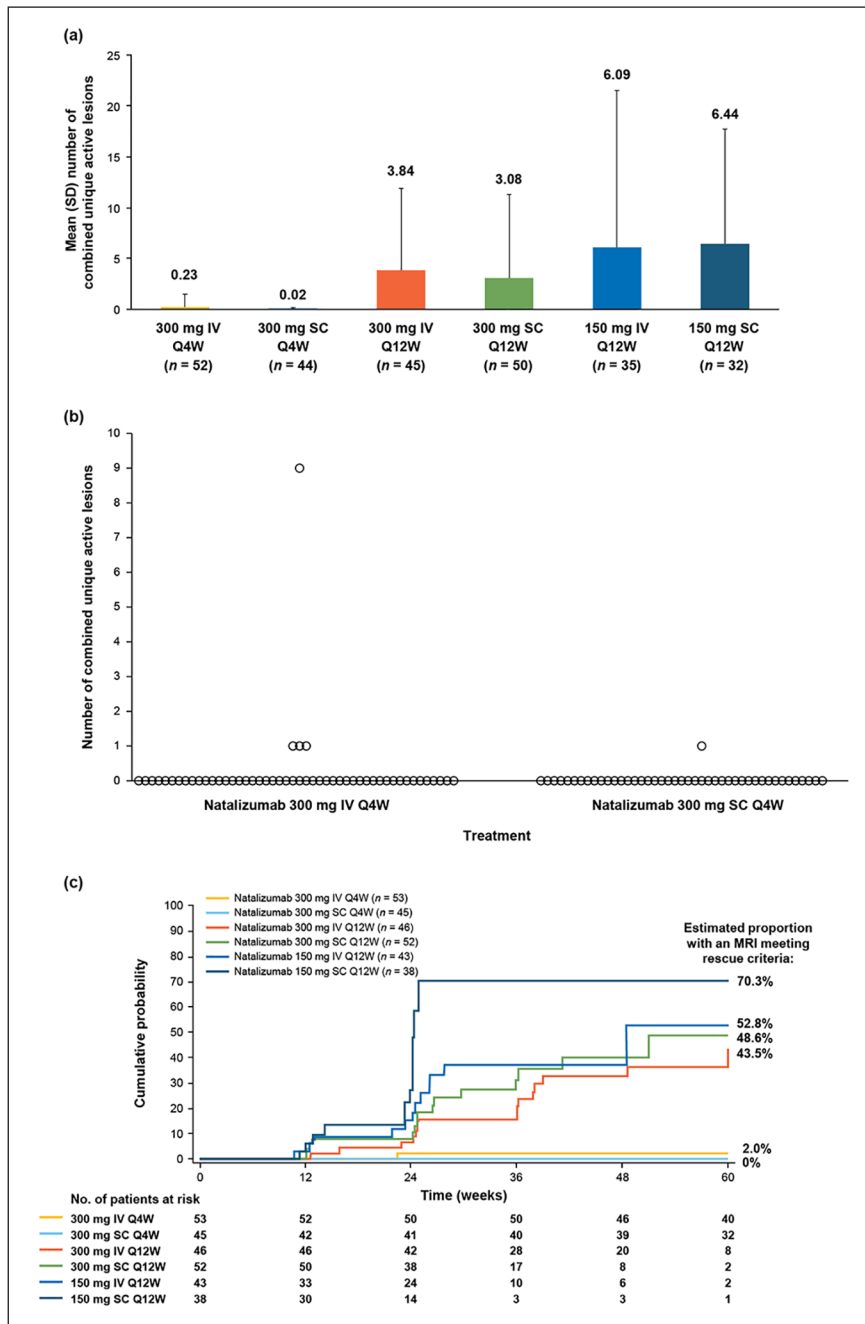 (a)
Mean (SD) number of
combined unique active lesions
25
20
15
10
5
0
0.23
0.02
3.84
3.08
6.09
6.44
300 mg IV
Q4W
(n = 52)
300 mg SC
Q4W
(n = 44)
300 mg IV
Q12W
(n = 45)
300 mg SC
Q12W
(n = 50)
150 mg IV
Q12W
(n = 35)
150 mg SC
Q12W
(n = 32)
(b)
Number of combined unique active lesions
10
9
8
7
6
5
4
3
2
1
0
Natalizumab 300 mg IV Q4W
Natalizumab 300 mg SC Q4W
Treatment
(c)
Cumulative probability
100
90
80
70
60
50
40
30
20
10
0
Natalizumab 300 mg IV Q4W (n = 53)
Natalizumab 300 mg SC Q4W (n = 45)
Natalizumab 300 mg IV Q12W (n = 46)
Natalizumab 300 mg SC Q12W (n = 52)
Natalizumab 150 mg IV Q12W (n = 43)
Natalizumab 150 mg SC Q12W (n = 38)
Estimated proportion
with an MRI meeting
rescue criteria:
70.3%
52.8%
48.6%
43.5%
2.0%
0%
0 12 24 36 48 60
Time (weeks)
No. of patients at risk
300 mg IV Q4W 53 52 50 50 46 40
300 mg SC Q4W 45 42 41 40 39 32
300 mg IV Q12W 46 46 42 28 20 8
300 mg SC Q12W 52 50 38 17 8 2
150 mg IV Q12W 43 33 24 10 6 2
150 mg SC Q12W 38 30 14 3 3 1